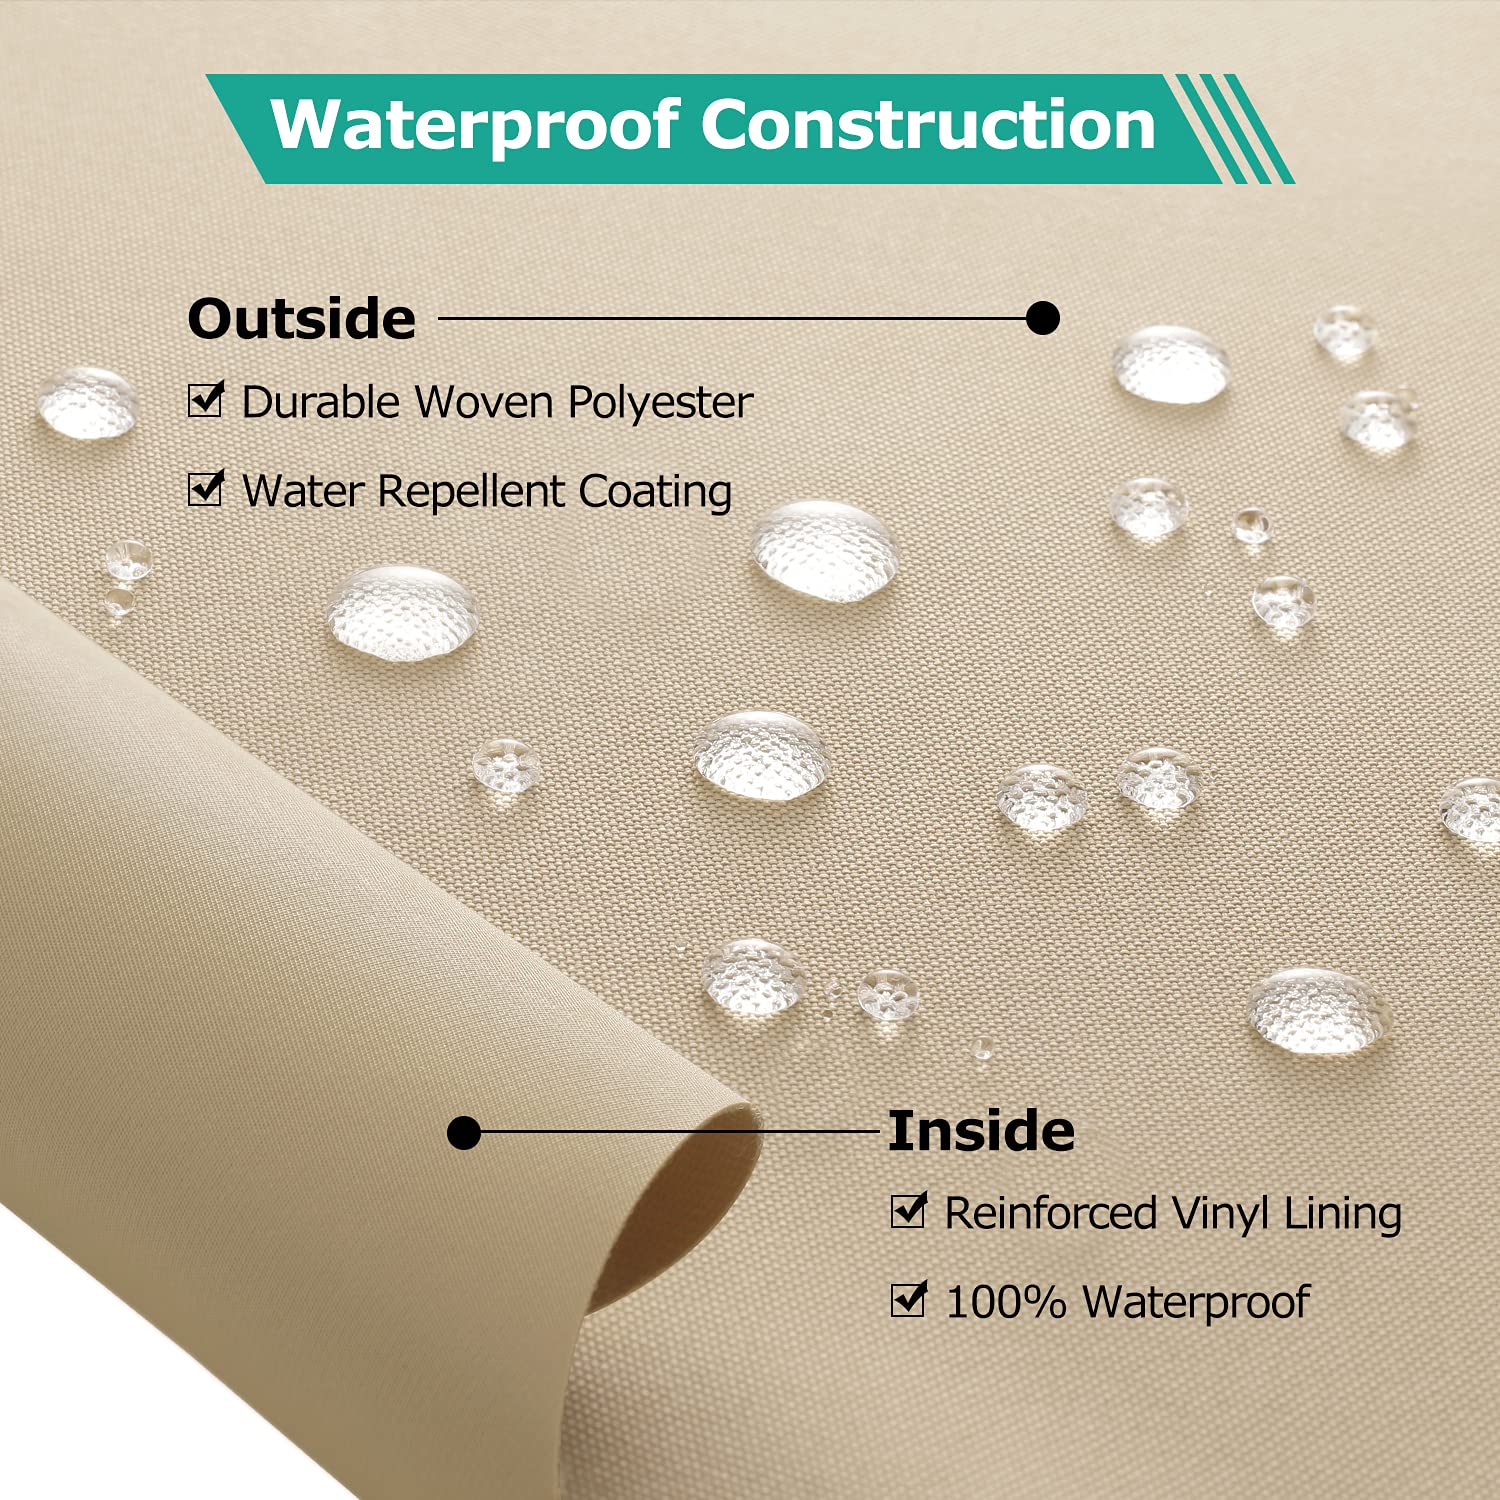 Waterproof Construction
Outside
Durable Woven Polyester
Water Repellent Coating
Inside
Reinforced Vinyl Lining
100% Waterproof